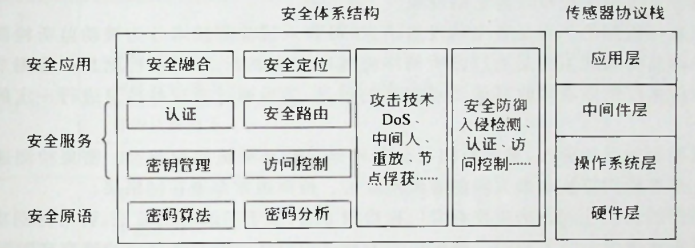 安全体系结构
传感器协议栈
安全应用
安全融合
安全定位
安全服务
认证
安全路由
密钥管理
访问控制
安全原语
密码算法
密码分析
攻击技术
DoS、
中间人、
重放、节
点俘获……
安全防御
入侵检测、
认证、访
问控制……
应用层
中间件层
操作系统层
硬件层